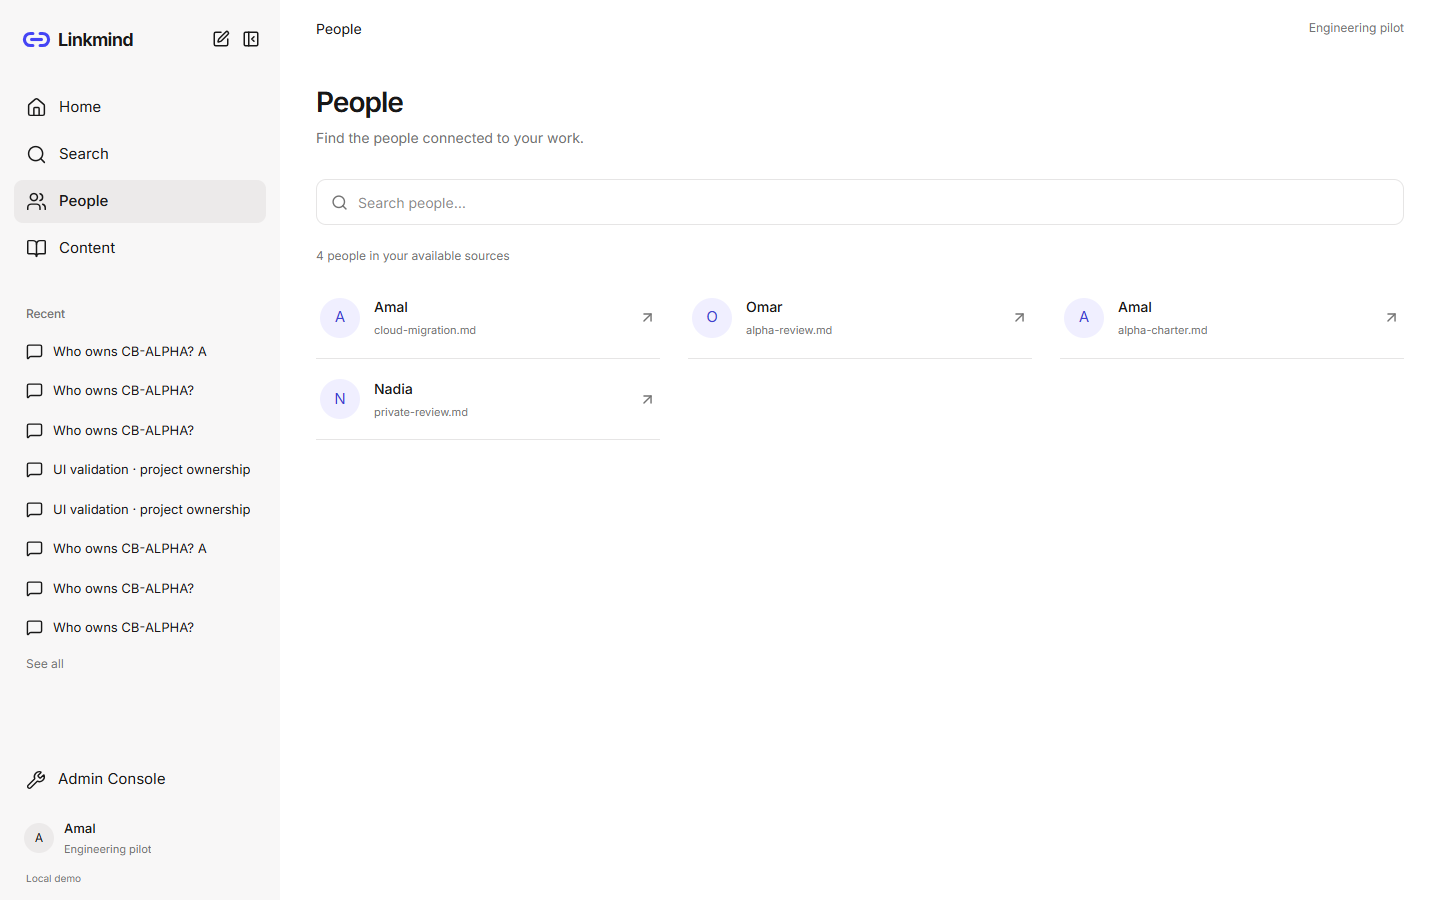 Linkmind
Home
Search
People
Content
Recent
Who owns CB-ALPHA? A
Who owns CB-ALPHA?
Who owns CB-ALPHA?
UI validation · project ownership
UI validation · project ownership
Who owns CB-ALPHA? A
Who owns CB-ALPHA?
Who owns CB-ALPHA?
See all
Admin Console
A
Amal
Engineering pilot
Local demo
People
Engineering pilot
People
Find the people connected to your work.
Search people...
4 people in your available sources
A
Amal
cloud-migration.md
O
Omar
alpha-review.md
A
Amal
alpha-charter.md
N
Nadia
private-review.md